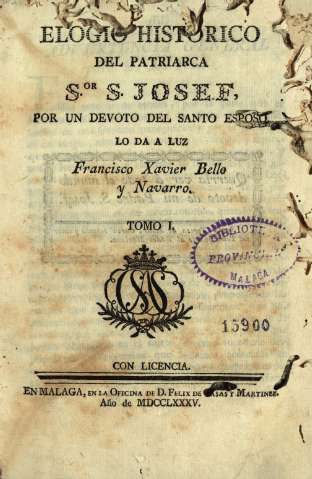 ELOGIO HISTORICO
DEL PATRIARCA
S.OR S. JOSEF,
POR UN DEVOTO DEL SANTO ESPOSO
LO DA A LUZ
Francisco Xavier Bello
y Navarro.
TOMO I.
BIBLIOT
PROVINCIAL
MALAGA
15900
CON LICENCIA.
EN MALAGA, EN LA OFICINA DE D. FELIX DE CASAS Y MARTINEZ.
Año de MDCCLXXXV.